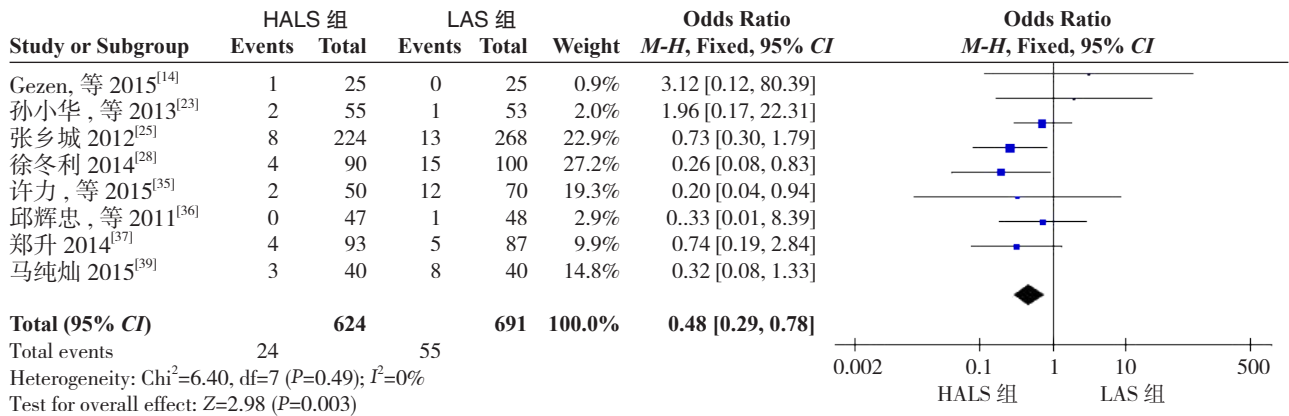 HALS 组 LAS 组 Odds Ratio Odds Ratio
Study or Subgroup Events Total Events Total Weight M-H, Fixed, 95% CI M-H, Fixed, 95% CI
Gezen, 等 2015[14] 1 25 0 25 0.9% 3.12 [0.12, 80.39]
孙小华 , 等 2013[23] 2 55 1 53 2.0% 1.96 [0.17, 22.31]
张乡城 2012[25] 8 224 13 268 22.9% 0.73 [0.30, 1.79]
徐冬利 2014[28] 4 90 15 100 27.2% 0.26 [0.08, 0.83]
许力 , 等 2015[35] 2 50 12 70 19.3% 0.20 [0.04, 0.94]
邱辉忠 , 等 2011[36] 0 47 1 48 2.9% 0.33 [0.01, 8.39]
郑升 2014[37] 4 93 5 87 9.9% 0.74 [0.19, 2.84]
马纯灿 2015[39] 3 40 8 40 14.8% 0.32 [0.08, 1.33]
Total (95% CI) 624 691 100.0% 0.48 [0.29, 0.78]
Total events 24 55
Heterogeneity: Chi2=6.40, df=7 (P=0.49); I2=0%
Test for overall effect: Z=2.98 (P=0.003)
0.002 0.1 1 10 500
HALS 组 LAS 组